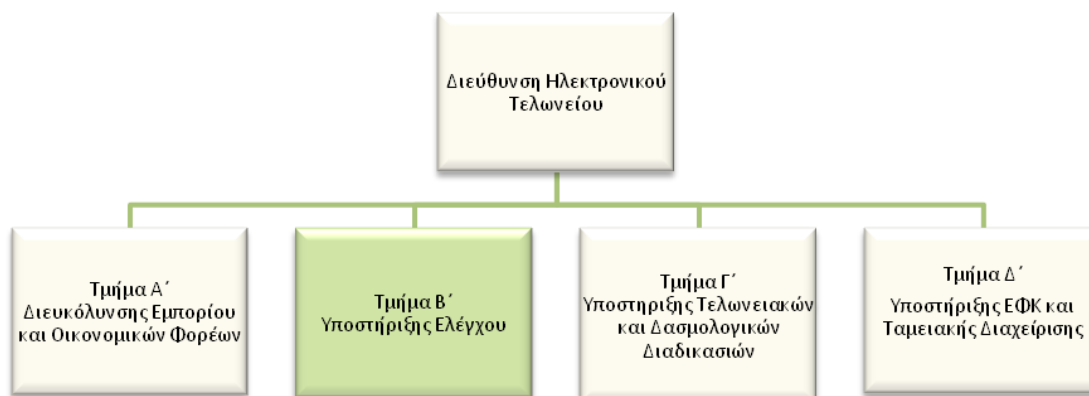 Διεύθυνση Ηλεκτρονικού
Τελωνείου
Τμήμα Α΄
Διευκόλυνσης Εμπορίου
και Οικονομικών Φορέων
Τμήμα Β΄
Υποστήριξης Ελέγχου
Τμήμα Γ΄
Υποστηριξης Τελωνειακών
και Δασμολογικών
Διαδικασιών
Τμήμα Δ΄
Υποστήριξης ΕΦΚ και
Ταμειακής Διαχείρισης